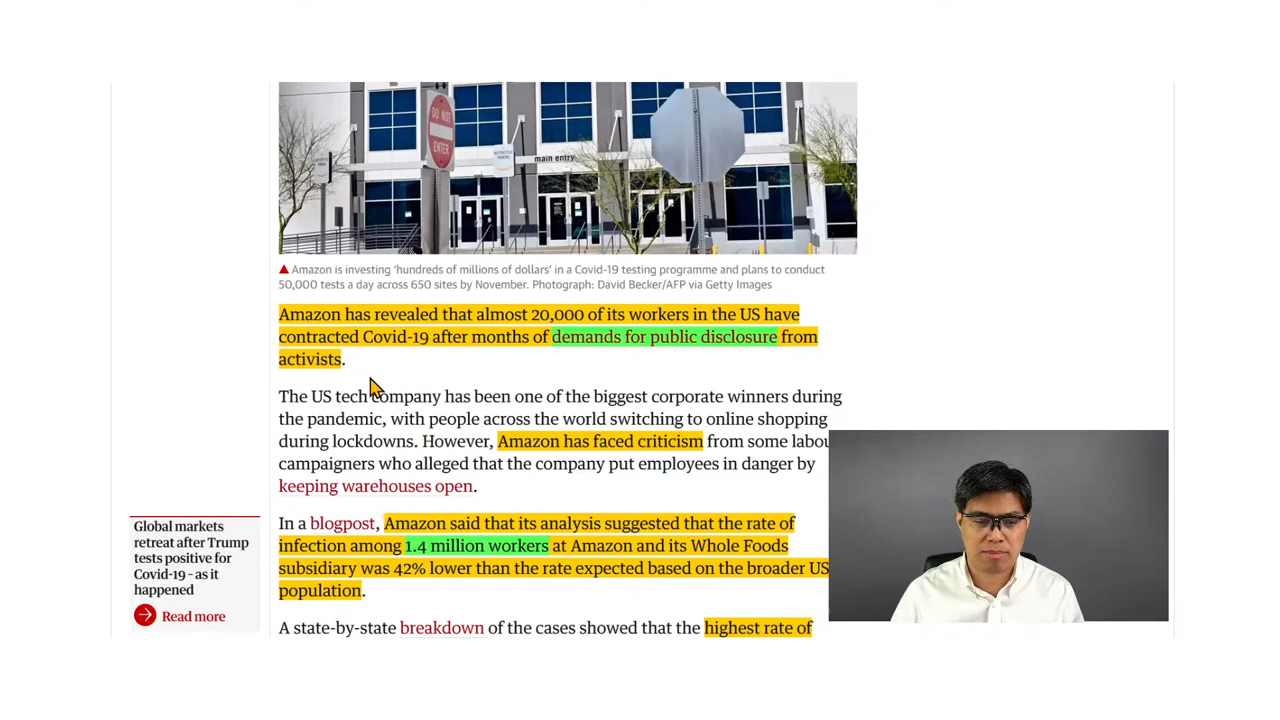 DO NOT
ENTER
main entry
▲ Amazon is investing ‘hundreds of millions of dollars’ in a Covid-19 testing programme and plans to conduct
50,000 tests a day across 650 sites by November. Photograph: David Becker/AFP via Getty Images
Amazon has revealed that almost 20,000 of its workers in the US have
contracted Covid-19 after months of demands for public disclosure from
activists.
The US tech company has been one of the biggest corporate winners during
the pandemic, with people across the world switching to online shopping
during lockdowns. However, Amazon has faced criticism from some labou
campaigners who alleged that the company put employees in danger by
keeping warehouses open.
In a blogpost, Amazon said that its analysis suggested that the rate of
infection among 1.4 million workers at Amazon and its Whole Foods
subsidiary was 42% lower than the rate expected based on the broader US
population.
A state-by-state breakdown of the cases showed that the highest rate of
Global markets
retreat after Trump
tests positive for
Covid-19 – as it
happened
Read more